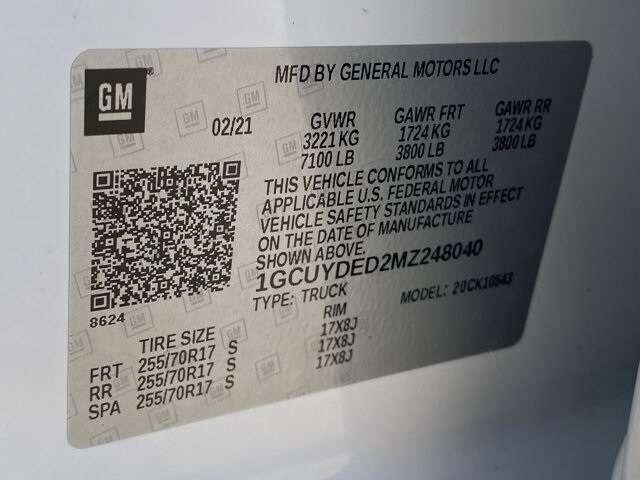 GM
MFD BY GENERAL MOTORS LLC
02/21
GVWR GAWR FRT GAWR RR
3221 KG 1724 KG 1724 KG
7100 LB 3800 LB 3800 LB
THIS VEHICLE CONFORMS TO ALL
APPLICABLE U.S. FEDERAL MOTOR
VEHICLE SAFETY STANDARDS IN EFFECT
ON THE DATE OF MANUFACTURE
SHOWN ABOVE.
1GCUYDED2MZ248040
TYPE: TRUCK MODEL: 20CK10543
8624
TIRE SIZE RIM
FRT 255/70R17 S 17X8J
RR 255/70R17 S 17X8J
SPA 255/70R17 S 17X8J